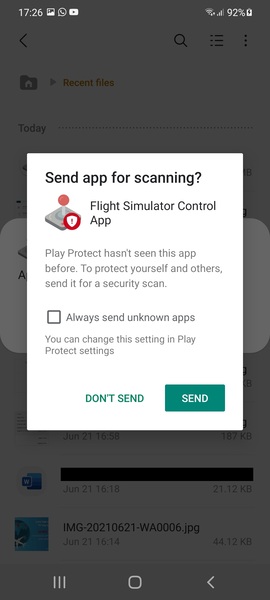 17:26
92%
Recent files
Today
Send app for scanning?
Flight Simulator Control
App
Play Protect hasn't seen this app
before. To protect yourself and others,
send it for a security scan.
Always send unknown apps
You can change this setting in Play
Protect settings
DON'T SEND
SEND
Jun 21 16:58
187 KB
Jun 21 16:18
21.12 KB
IMG-20210621-WA0006.jpg
Jun 21 16:14
44.12 KB